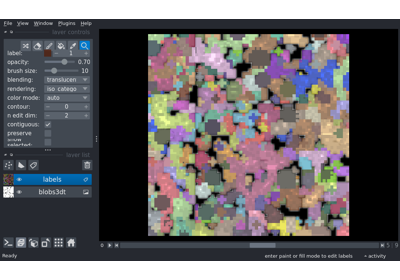 File View Window Plugins Help
layer controls
label: 1
opacity: 0.70
brush size: 10
blending: translucen
rendering: iso_catego
color mode: auto
contour: 0
n edit dim: 2
contiguous:
preserve
selected:
layer list
labels
blobs3dt
enter paint or fill mode to edit labels
activity